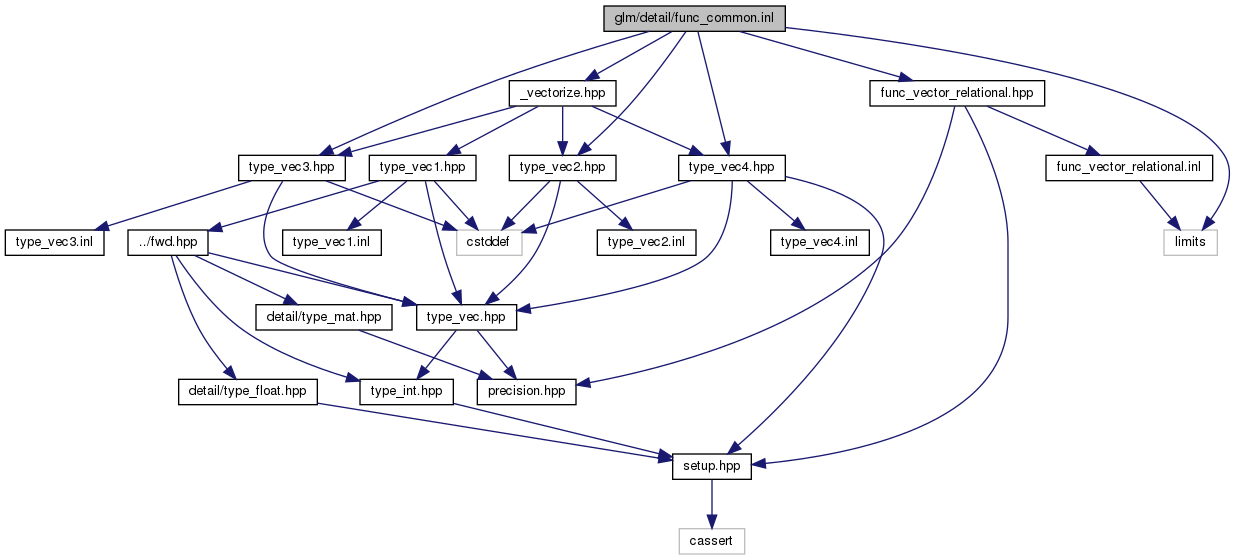 glm/detail/func_common.inl
_vectorize.hpp
func_vector_relational.hpp
type_vec3.hpp
type_vec1.hpp
type_vec2.hpp
type_vec4.hpp
func_vector_relational.inl
type_vec3.inl
../fwd.hpp
type_vec1.inl
cstddef
type_vec2.inl
type_vec4.inl
limits
detail/type_mat.hpp
type_vec.hpp
detail/type_float.hpp
type_int.hpp
precision.hpp
setup.hpp
cassert